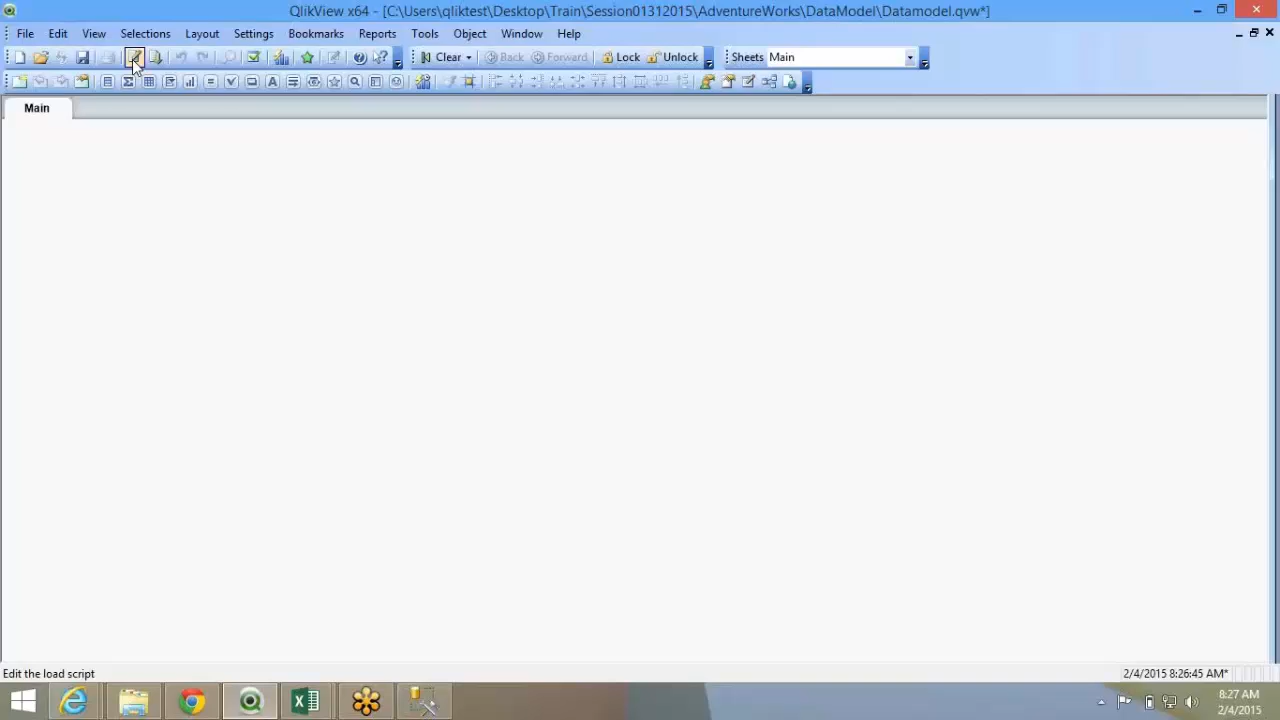 QlikView x64 - [C:\Users\qliktest\Desktop\Train\Session01312015\AdventureWorks\DataModel\Datamodel.qvw*]
File Edit View Selections Layout Settings Bookmarks Reports Tools Object Window Help
Clear Back Forward Lock Unlock Sheets Main
Main
Edit the load script 2/4/2015 8:26:45 AM*
8:27 AM
2/4/2015